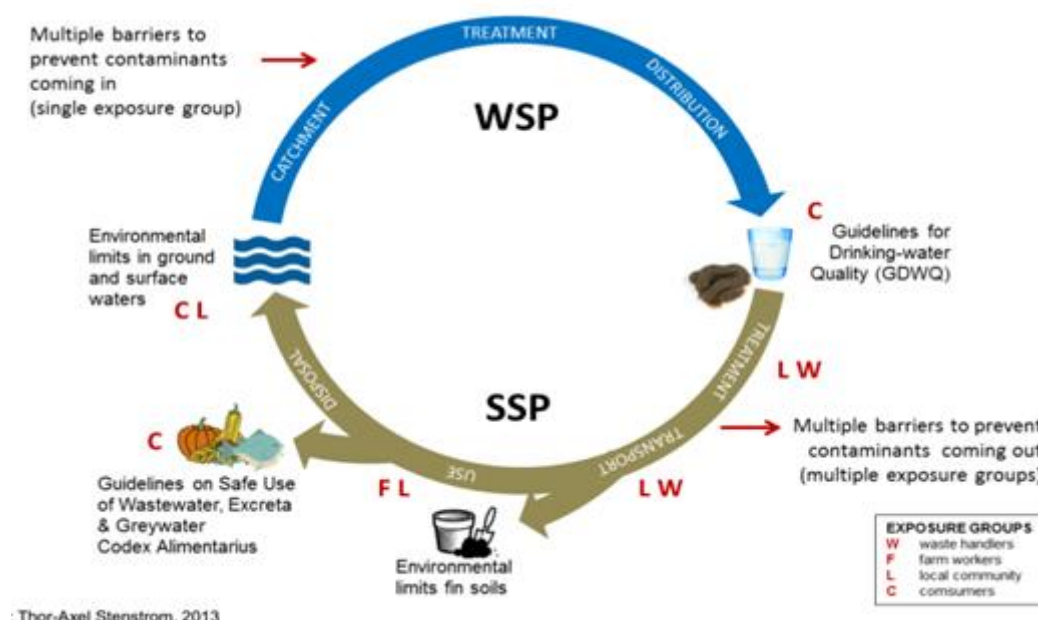 Multiple barriers to
prevent contaminants
coming in
(single exposure group)
TREATMENT
DISTRIBUTION
CATCHMENT
WSP
C
Guidelines for
Drinking-water
Quality (GDWQ)
Environmental
limits in ground
and surface
waters
C L
TREATMENT
L W
DISPOSAL
SSP
Multiple barriers to prevent
contaminants coming out
(multiple exposure groups)
TRANSPORT
L W
USE
F L
C
Guidelines on Safe Use
of Wastewater, Excreta
& Greywater
Codex Alimentarius
Environmental
limits fin soils
EXPOSURE GROUPS
W waste handlers
F farm workers
L local community
C comsumers
: Thor-Axel Stenstrom, 2013